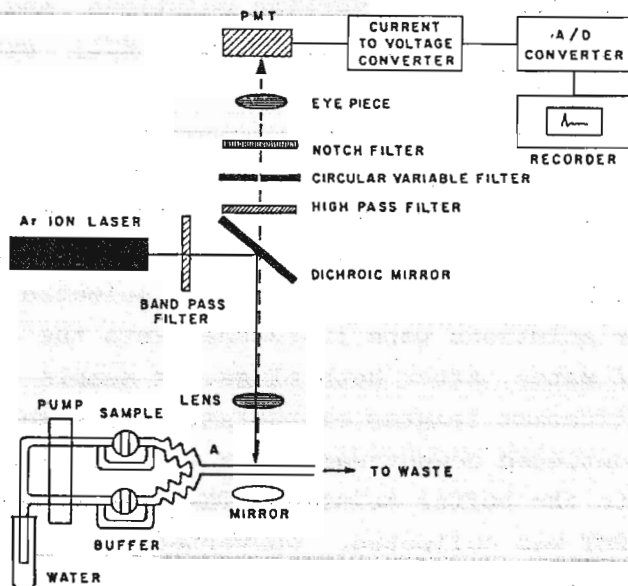 PMT
CURRENT
TO VOLTAGE
CONVERTER
A/D
CONVERTER
EYE PIECE
RECORDER
NOTCH FILTER
CIRCULAR VARIABLE FILTER
HIGH PASS FILTER
Ar ION LASER
DICHROIC MIRROR
BAND PASS
FILTER
LENS
PUMP
SAMPLE
A
TO WASTE
MIRROR
BUFFER
WATER